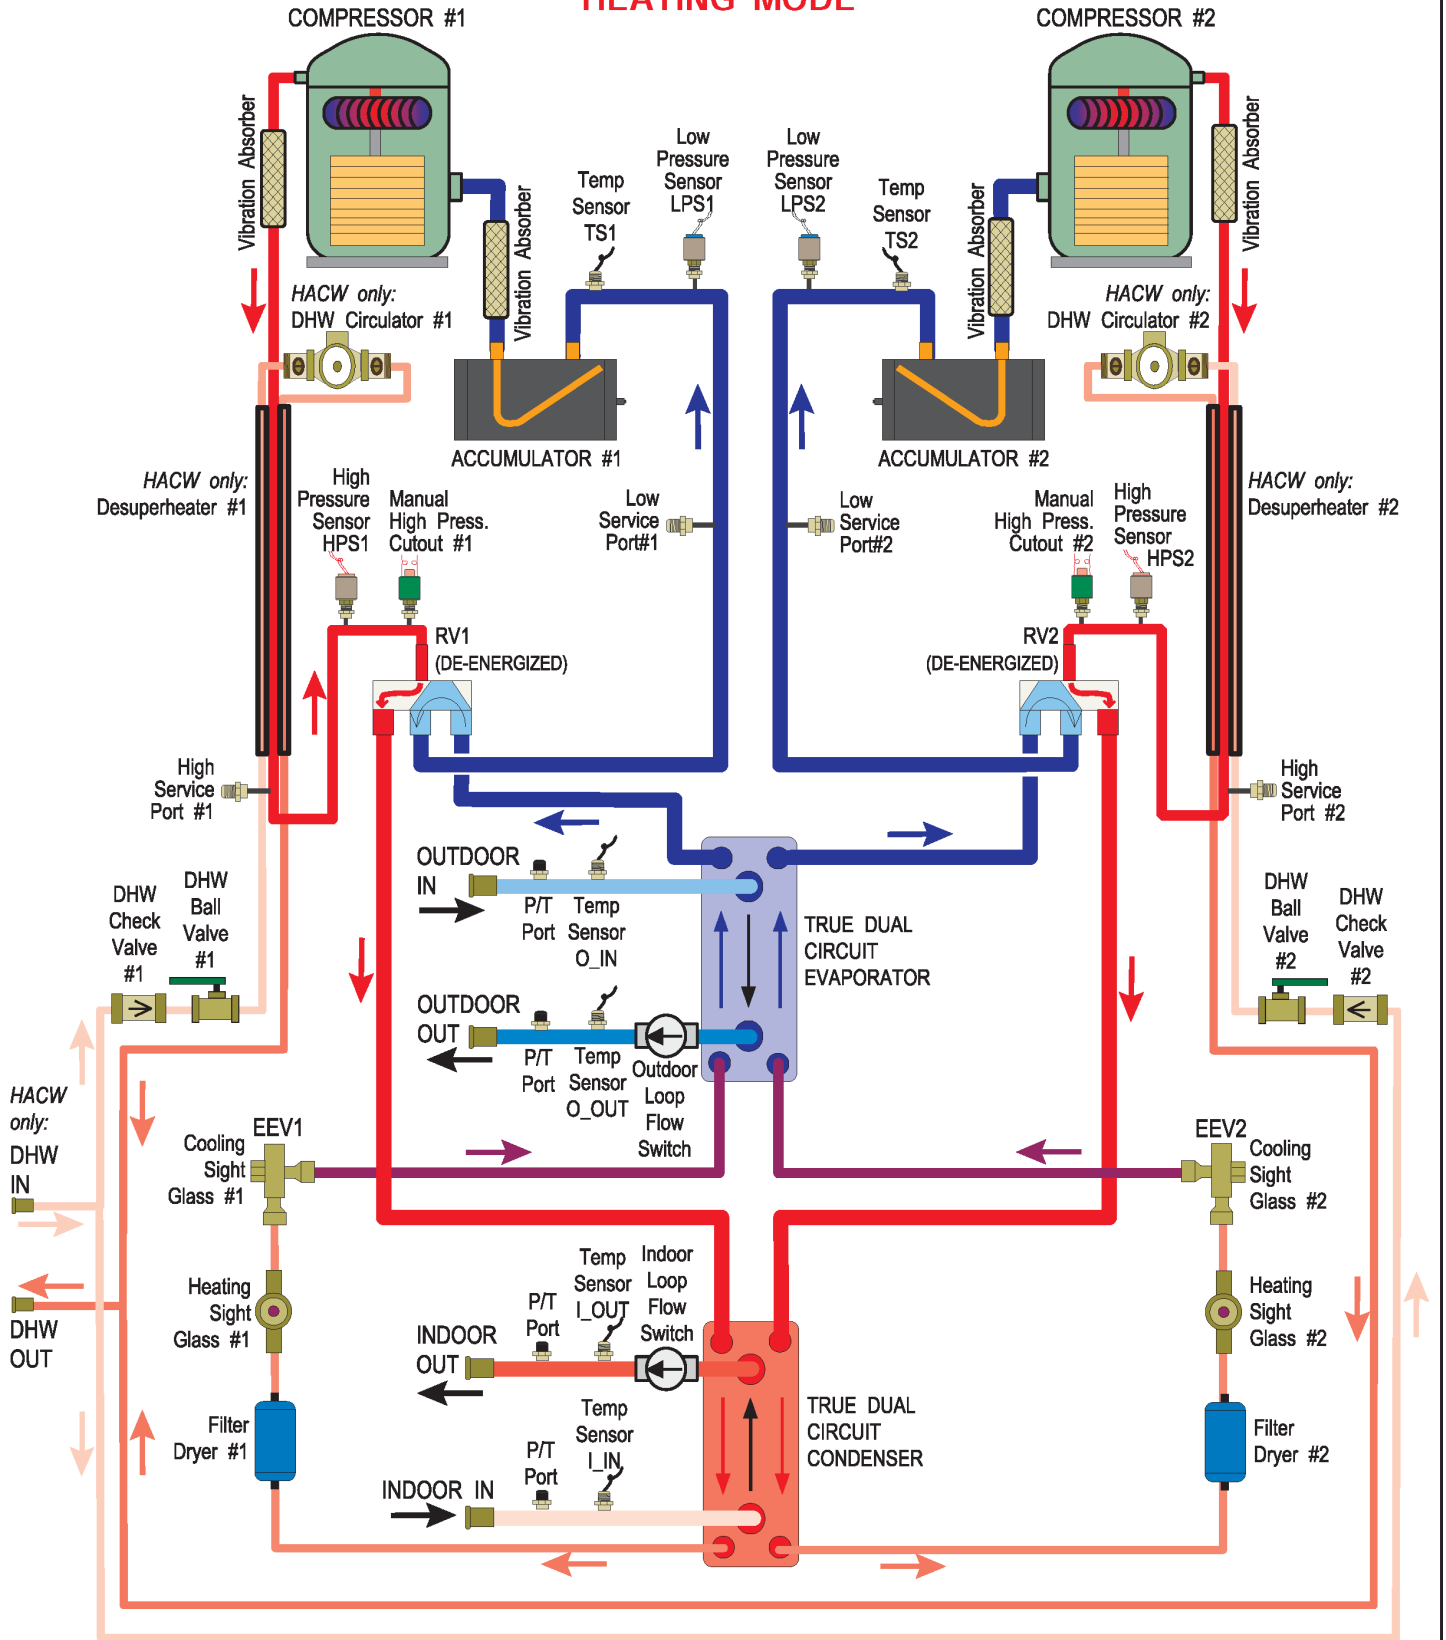 HEATING MODE
COMPRESSOR #1
COMPRESSOR #2
Vibration Absorber
Vibration Absorber
Temp
Sensor
TS1
Low
Pressure
Sensor
LPS1
Low
Pressure
Sensor
LPS2
Temp
Sensor
TS2
Vibration Absorber
Vibration Absorber
HACW only:
DHW Circulator #1
HACW only:
DHW Circulator #2
ACCUMULATOR #1
ACCUMULATOR #2
HACW only:
Desuperheater #1
High
Pressure
Sensor
HPS1
Manual
High Press.
Cutout #1
Low
Service
Port#1
Low
Service
Port#2
Manual
High Press.
Cutout #2
High
Pressure
Sensor
HPS2
HACW only:
Desuperheater #2
RV1
(DE-ENERGIZED)
RV2
(DE-ENERGIZED)
High
Service
Port #1
High
Service
Port #2
DHW
Check
Valve
#1
DHW
Ball
Valve
#1
OUTDOOR
IN
P/T
Port
Temp
Sensor
O_IN
TRUE DUAL
CIRCUIT
EVAPORATOR
DHW
Ball
Valve
#2
DHW
Check
Valve
#2
OUTDOOR
OUT
P/T
Port
Temp
Sensor
O_OUT
Outdoor
Loop
Flow
Switch
HACW
only:
DHW
IN
DHW
OUT
EEV1
Cooling
Sight
Glass #1
EEV2
Cooling
Sight
Glass #2
Heating
Sight
Glass #1
Heating
Sight
Glass #2
INDOOR
OUT
P/T
Port
Temp
Sensor
I_OUT
Indoor
Loop
Flow
Switch
Filter
Dryer #1
INDOOR IN
P/T
Port
Temp
Sensor
I_IN
TRUE DUAL
CIRCUIT
CONDENSER
Filter
Dryer #2